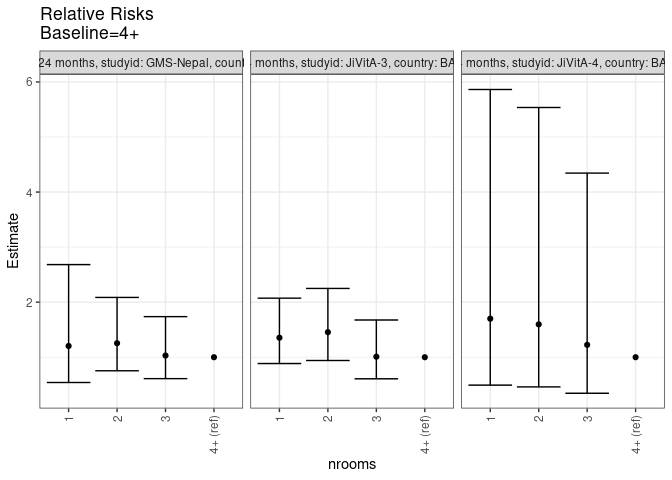 Relative Risks
Baseline=4+
24 months, studyid: GMS-Nepal, count
months, studyid: JiVitA-3, country: BA
months, studyid: JiVitA-4, country: BA
6
4
2
Estimate
1
2
3
4+ (ref)
1
2
3
4+ (ref)
1
2
3
4+ (ref)
nrooms